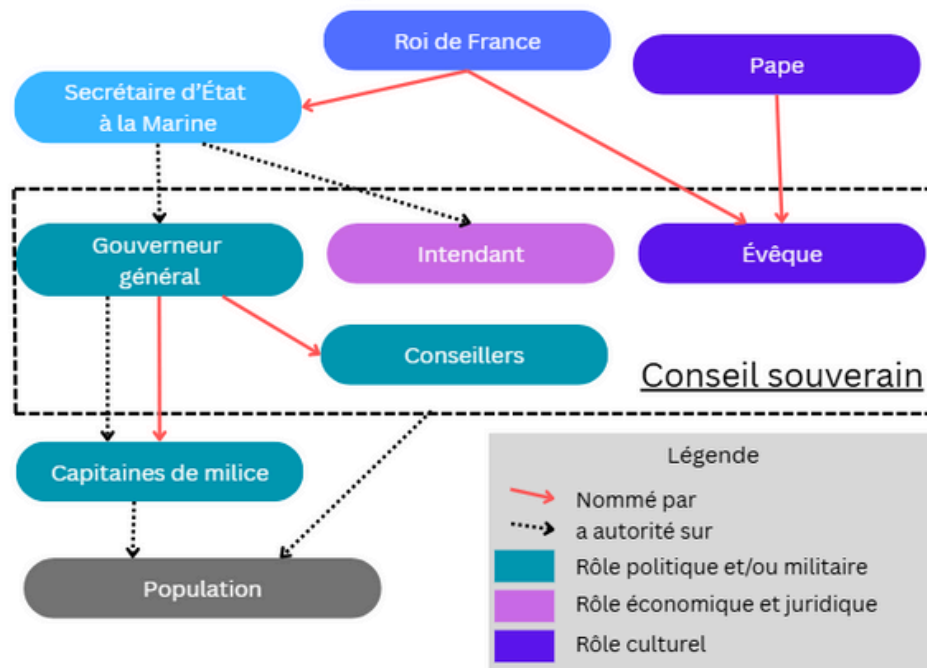 Roi de France
Pape
Secrétaire d'État
à la Marine
Gouverneur
général
Intendant
Évêque
Conseillers
Conseil souverain
Capitaines de milice
Population
Légende
Nommé par
a autorité sur
Rôle politique et/ou militaire
Rôle économique et juridique
Rôle culturel